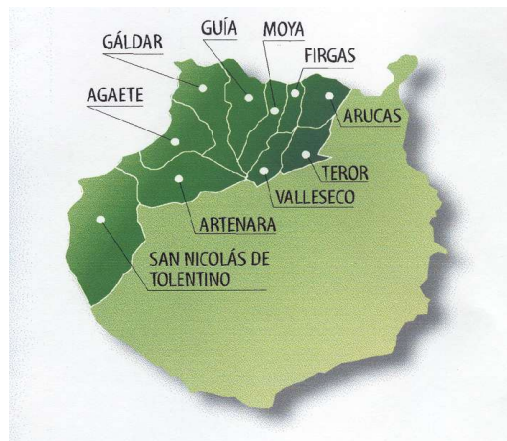 GUÍA
MOYA
GÁLDAR
FIRGAS
AGAETE
ARUCAS
TEROR
VALLESECO
ARTENARA
SAN NICOLÁS DE
TOLENTINO